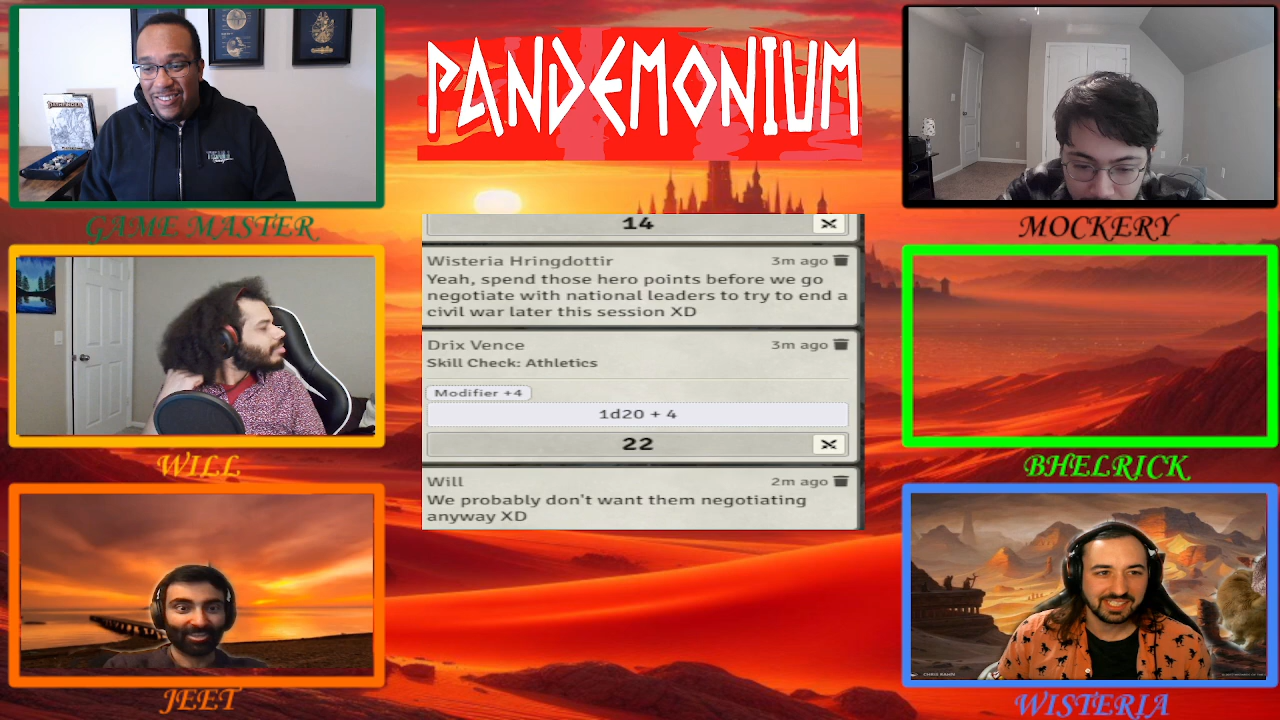 PANDEMONIUM
GAME MASTER
MOCKERY
14
Wisteria Hringdottir 3m ago
Yeah, spend those hero points before we go
negotiate with national leaders to try to end a
civil war later this session XD
Drix Vence 3m ago
Skill Check: Athletics
Modifier +4
1d20 + 4
22
WILL
BHELRICK
Will 2m ago
We probably don't want them negotiating
anyway XD
JEET
WISTERIA